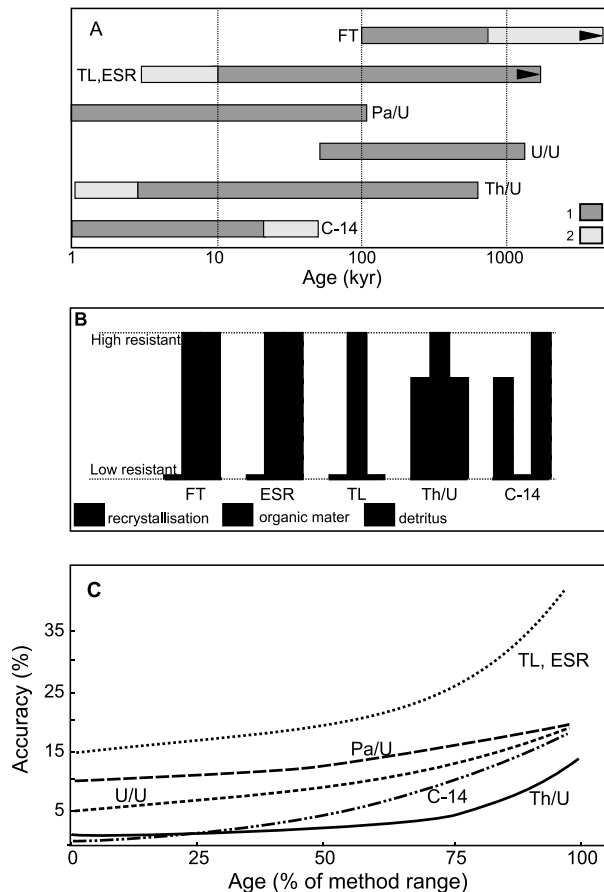 A
FT
TL,ESR
Pa/U
U/U
Th/U
1
2
C-14
1 10 100 1000
Age (kyr)
B
High resistant
Low resistant
FT ESR TL Th/U C-14
recrystallisation organic mater detritus
C
35
25
15
5
0
TL, ESR
Pa/U
U/U
C-14
Th/U
Accuracy (%)
0 25 50 75 100
Age (% of method range)